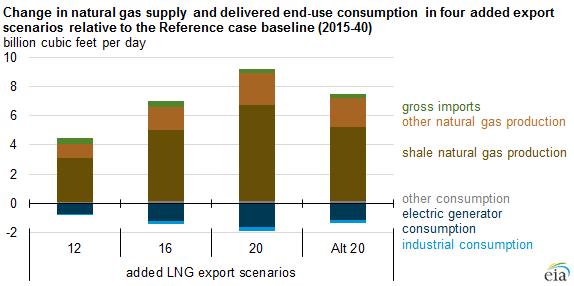 Change in natural gas supply and delivered end-use consumption in four added export
scenarios relative to the Reference case baseline (2015-40)
billion cubic feet per day
10
8
6
4
2
0
-2
gross imports
other natural gas production
shale natural gas production
other consumption
electric generator
consumption
industrial consumption
12 16 20 Alt 20
added LNG export scenarios
eia